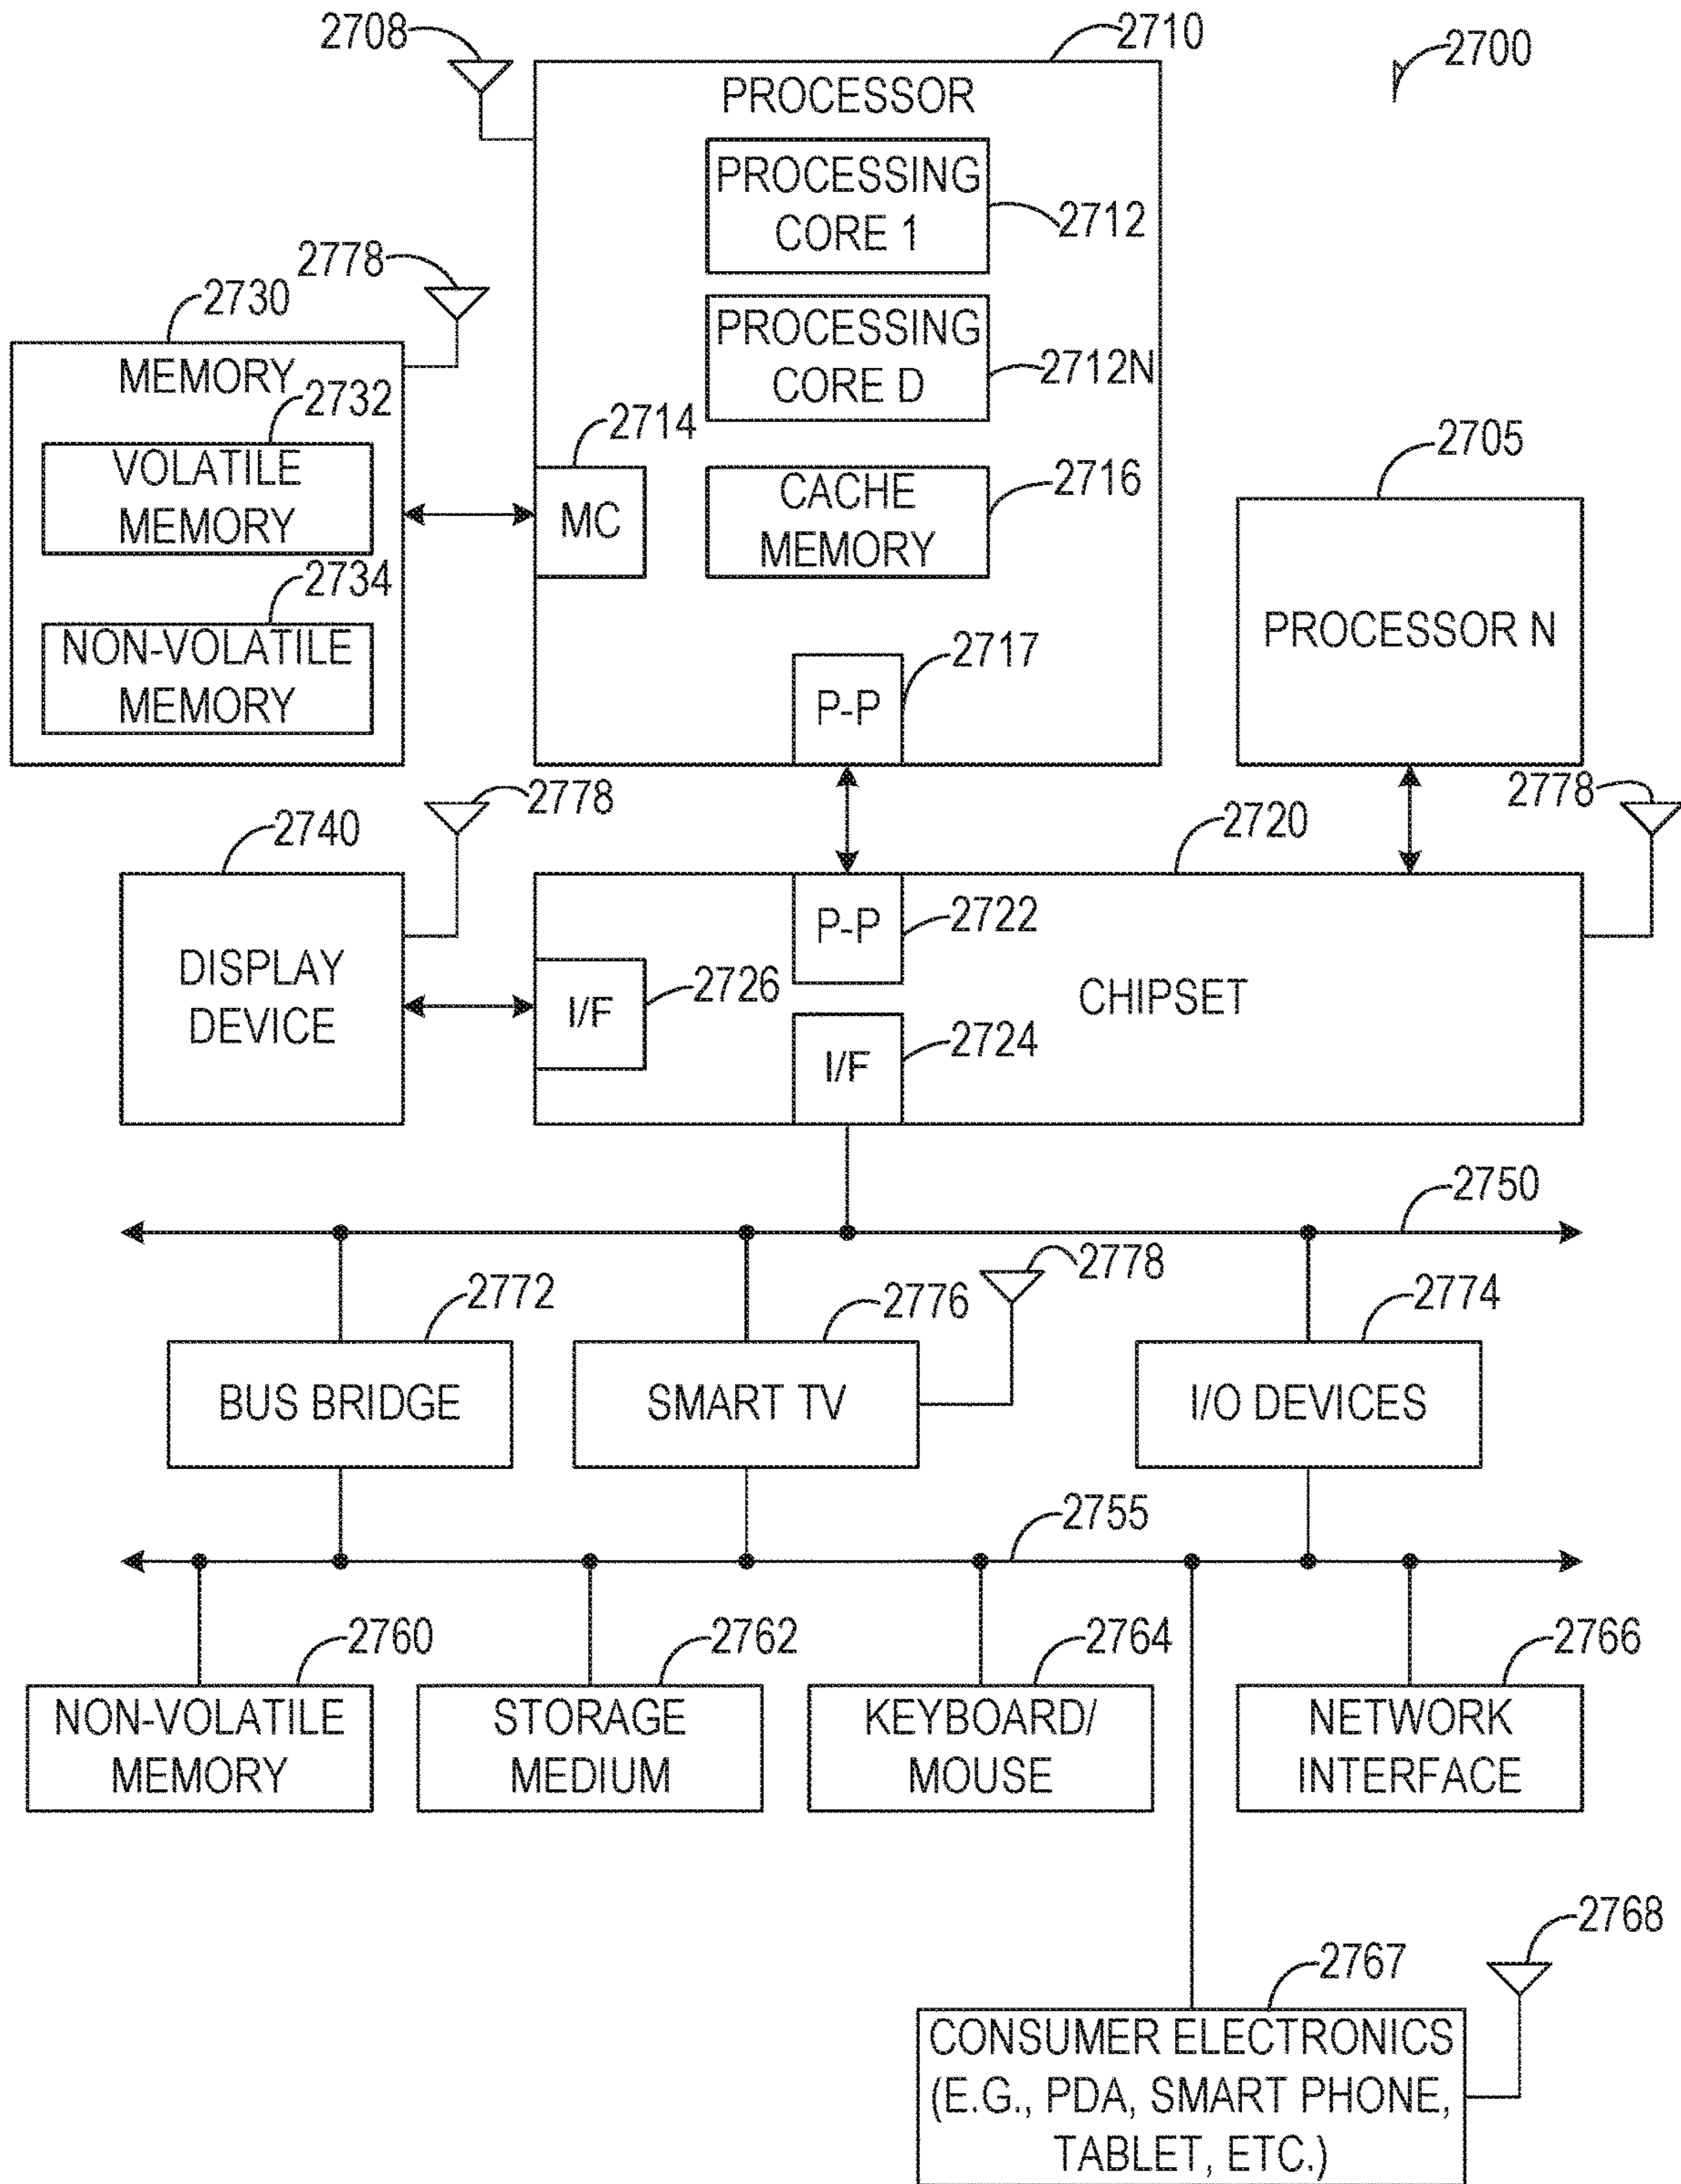 2708
2710
2700
PROCESSOR
PROCESSING
CORE 1
2712
2778
2730
PROCESSING
CORE D
2712N
MEMORY
2732
VOLATILE
MEMORY
2714
MC
CACHE
MEMORY
2716
2705
PROCESSOR N
2734
NON-VOLATILE
MEMORY
2717
P-P
2778
2740
2720
2778
DISPLAY
DEVICE
P-P
2722
2726
I/F
CHIPSET
I/F
2724
2750
2772
2776
2778
2774
BUS BRIDGE
SMART TV
I/O DEVICES
2755
2760
2762
2764
2766
NON-VOLATILE
MEMORY
STORAGE
MEDIUM
KEYBOARD/
MOUSE
NETWORK
INTERFACE
2767
2768
CONSUMER ELECTRONICS
(E.G., PDA, SMART PHONE,
TABLET, ETC.)